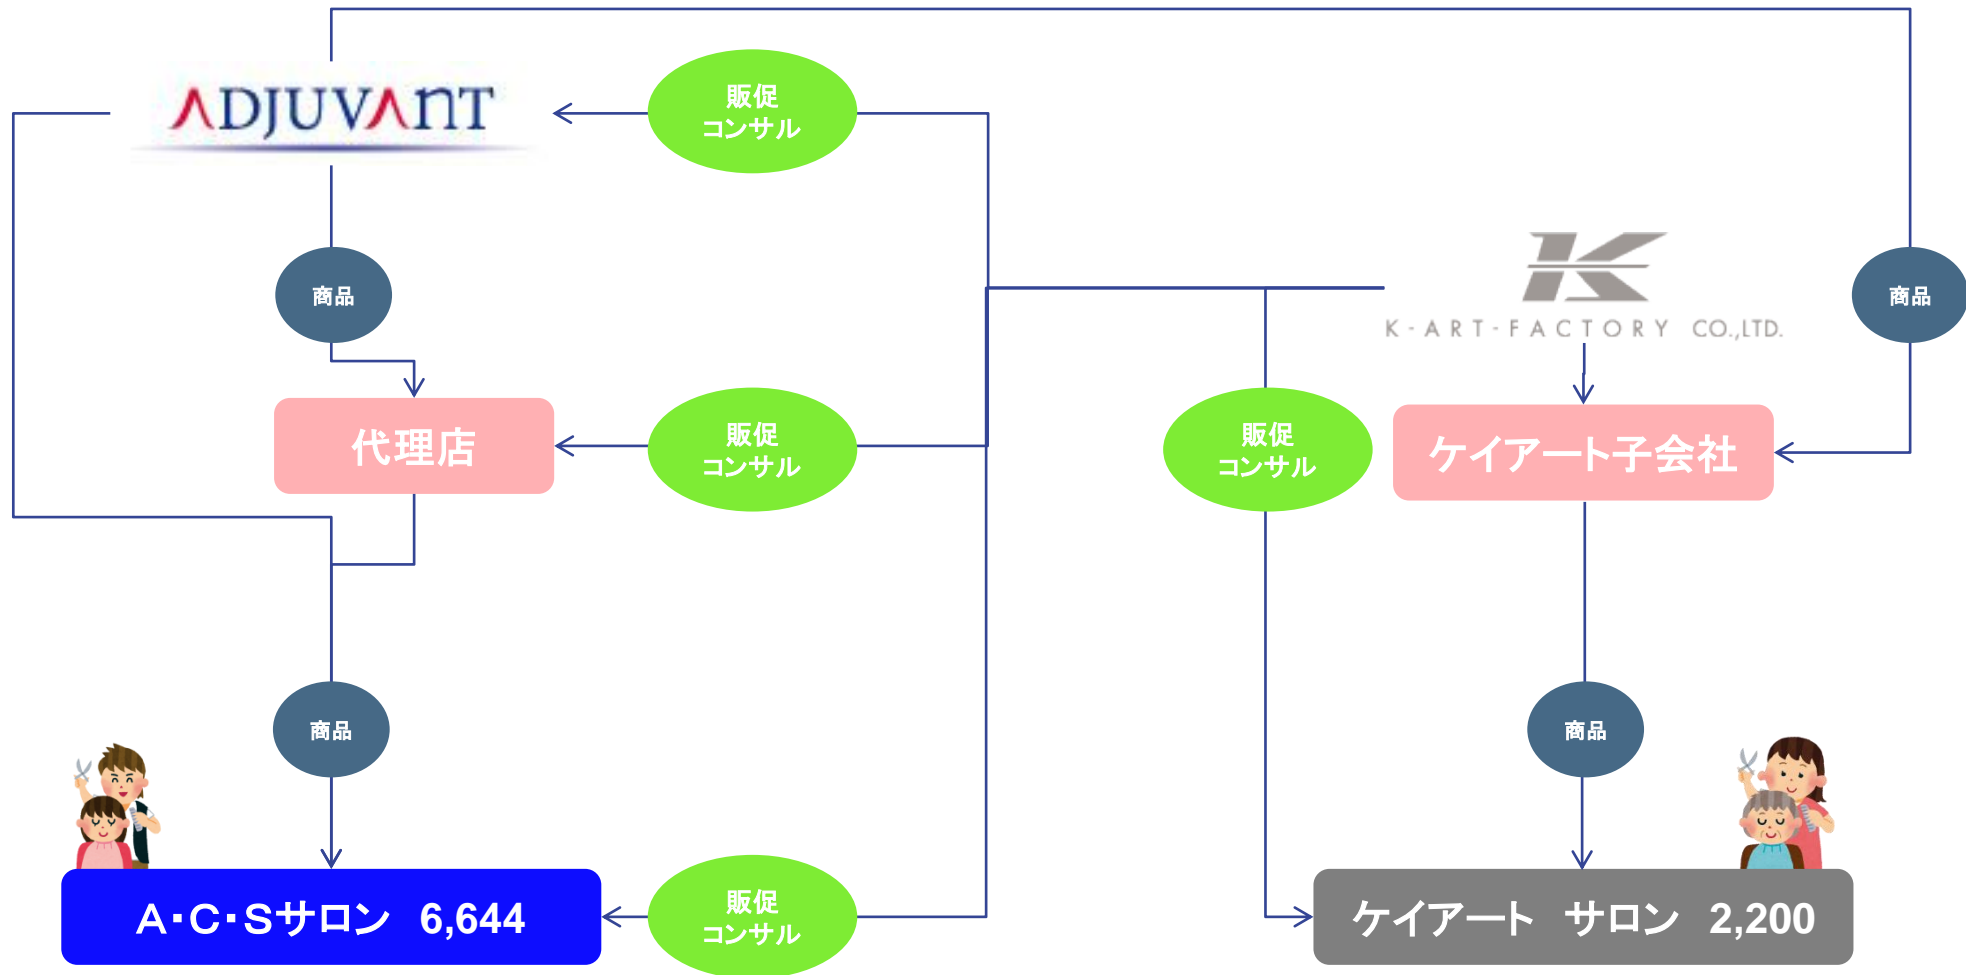 ADJUVANT
販促
コンサル
商品
K-ART-FACTORY CO.,LTD.
商品
代理店
販促
コンサル
販促
コンサル
ケイアート子会社
商品
商品
A・C・Sサロン 6,644
販促
コンサル
ケイアート サロン 2,200